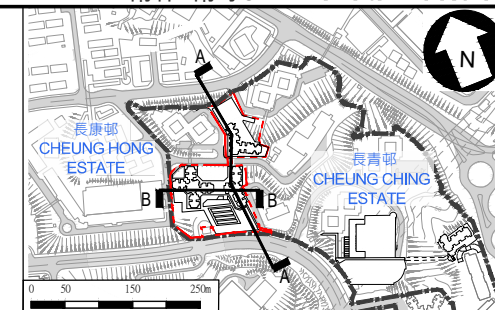 A
N
長康邨
CHEUNG HONG
ESTATE
長青邨
CHEUNG CHING
ESTATE
B
B
A
0 50 150 250m